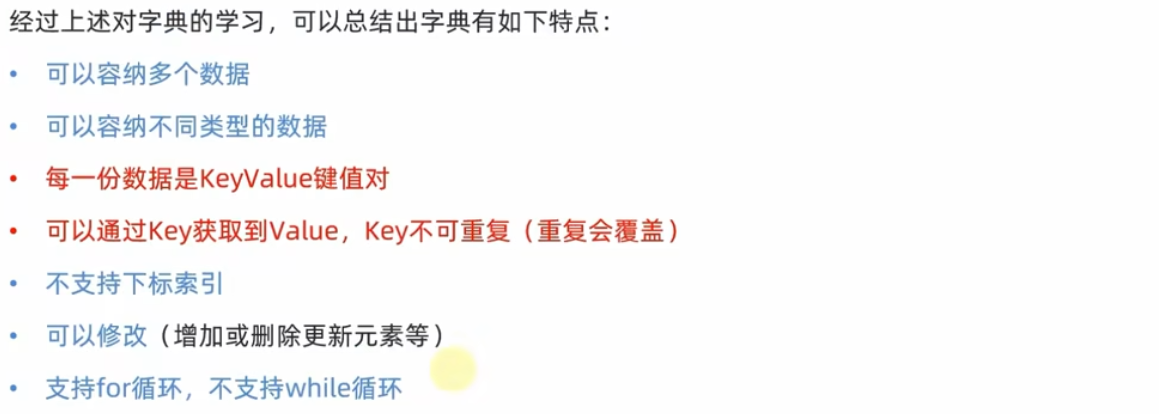 经过上述对字典的学习，可以总结出字典有如下特点：
• 可以容纳多个数据
• 可以容纳不同类型的数据
• 每一份数据是KeyValue键值对
• 可以通过Key获取到Value，Key不可重复（重复会覆盖）
• 不支持下标索引
• 可以修改（增加或删除更新元素等）
• 支持for循环，不支持while循环